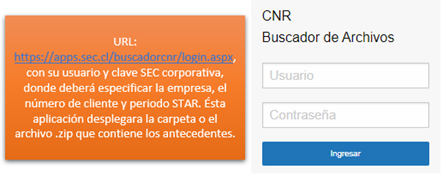 URL:
https://apps.sec.cl/buscadorcnr/login.aspx,
con su usuario y clave SEC corporativa,
donde deberá especificar la empresa, el
número de cliente y periodo STAR. Ésta
aplicación desplegara la carpeta o el
archivo .zip que contiene los antecedentes.
CNR
Buscador de Archivos
Usuario
Contraseña
Ingresar